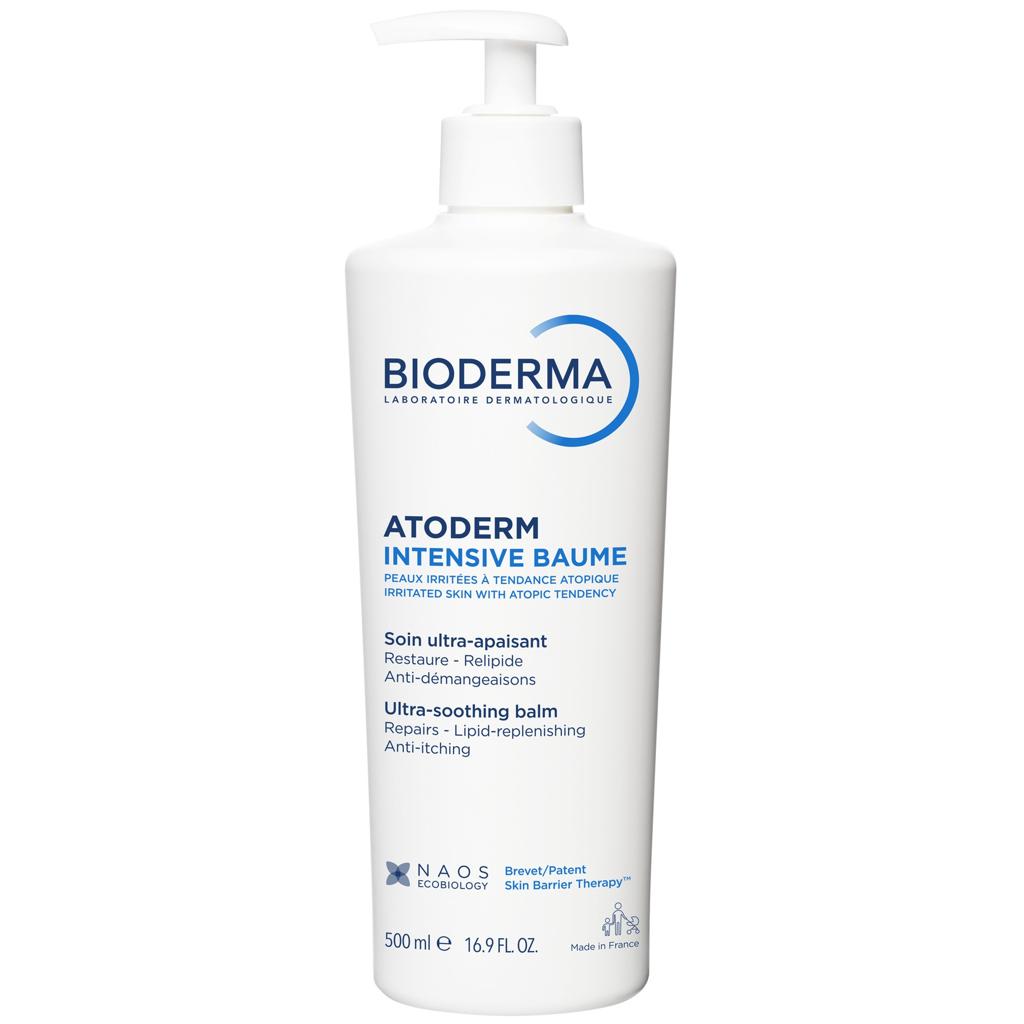 BIODERMA
LABORATOIRE DERMATOLOGIQUE
ATODERM
INTENSIVE BAUME
PEAUX IRRITÉES À TENDANCE ATOPIQUE
IRRITATED SKIN WITH ATOPIC TENDENCY
Soin ultra-apaisant
Restaure - Relipide
Anti-démangeaisons
Ultra-soothing balm
Repairs - Lipid-replenishing
Anti-itching
NAOS
ECOBIOLOGY
Brevet/Patent
Skin Barrier Therapy™
500 ml ℮ 16.9 FL. OZ.
Made in France